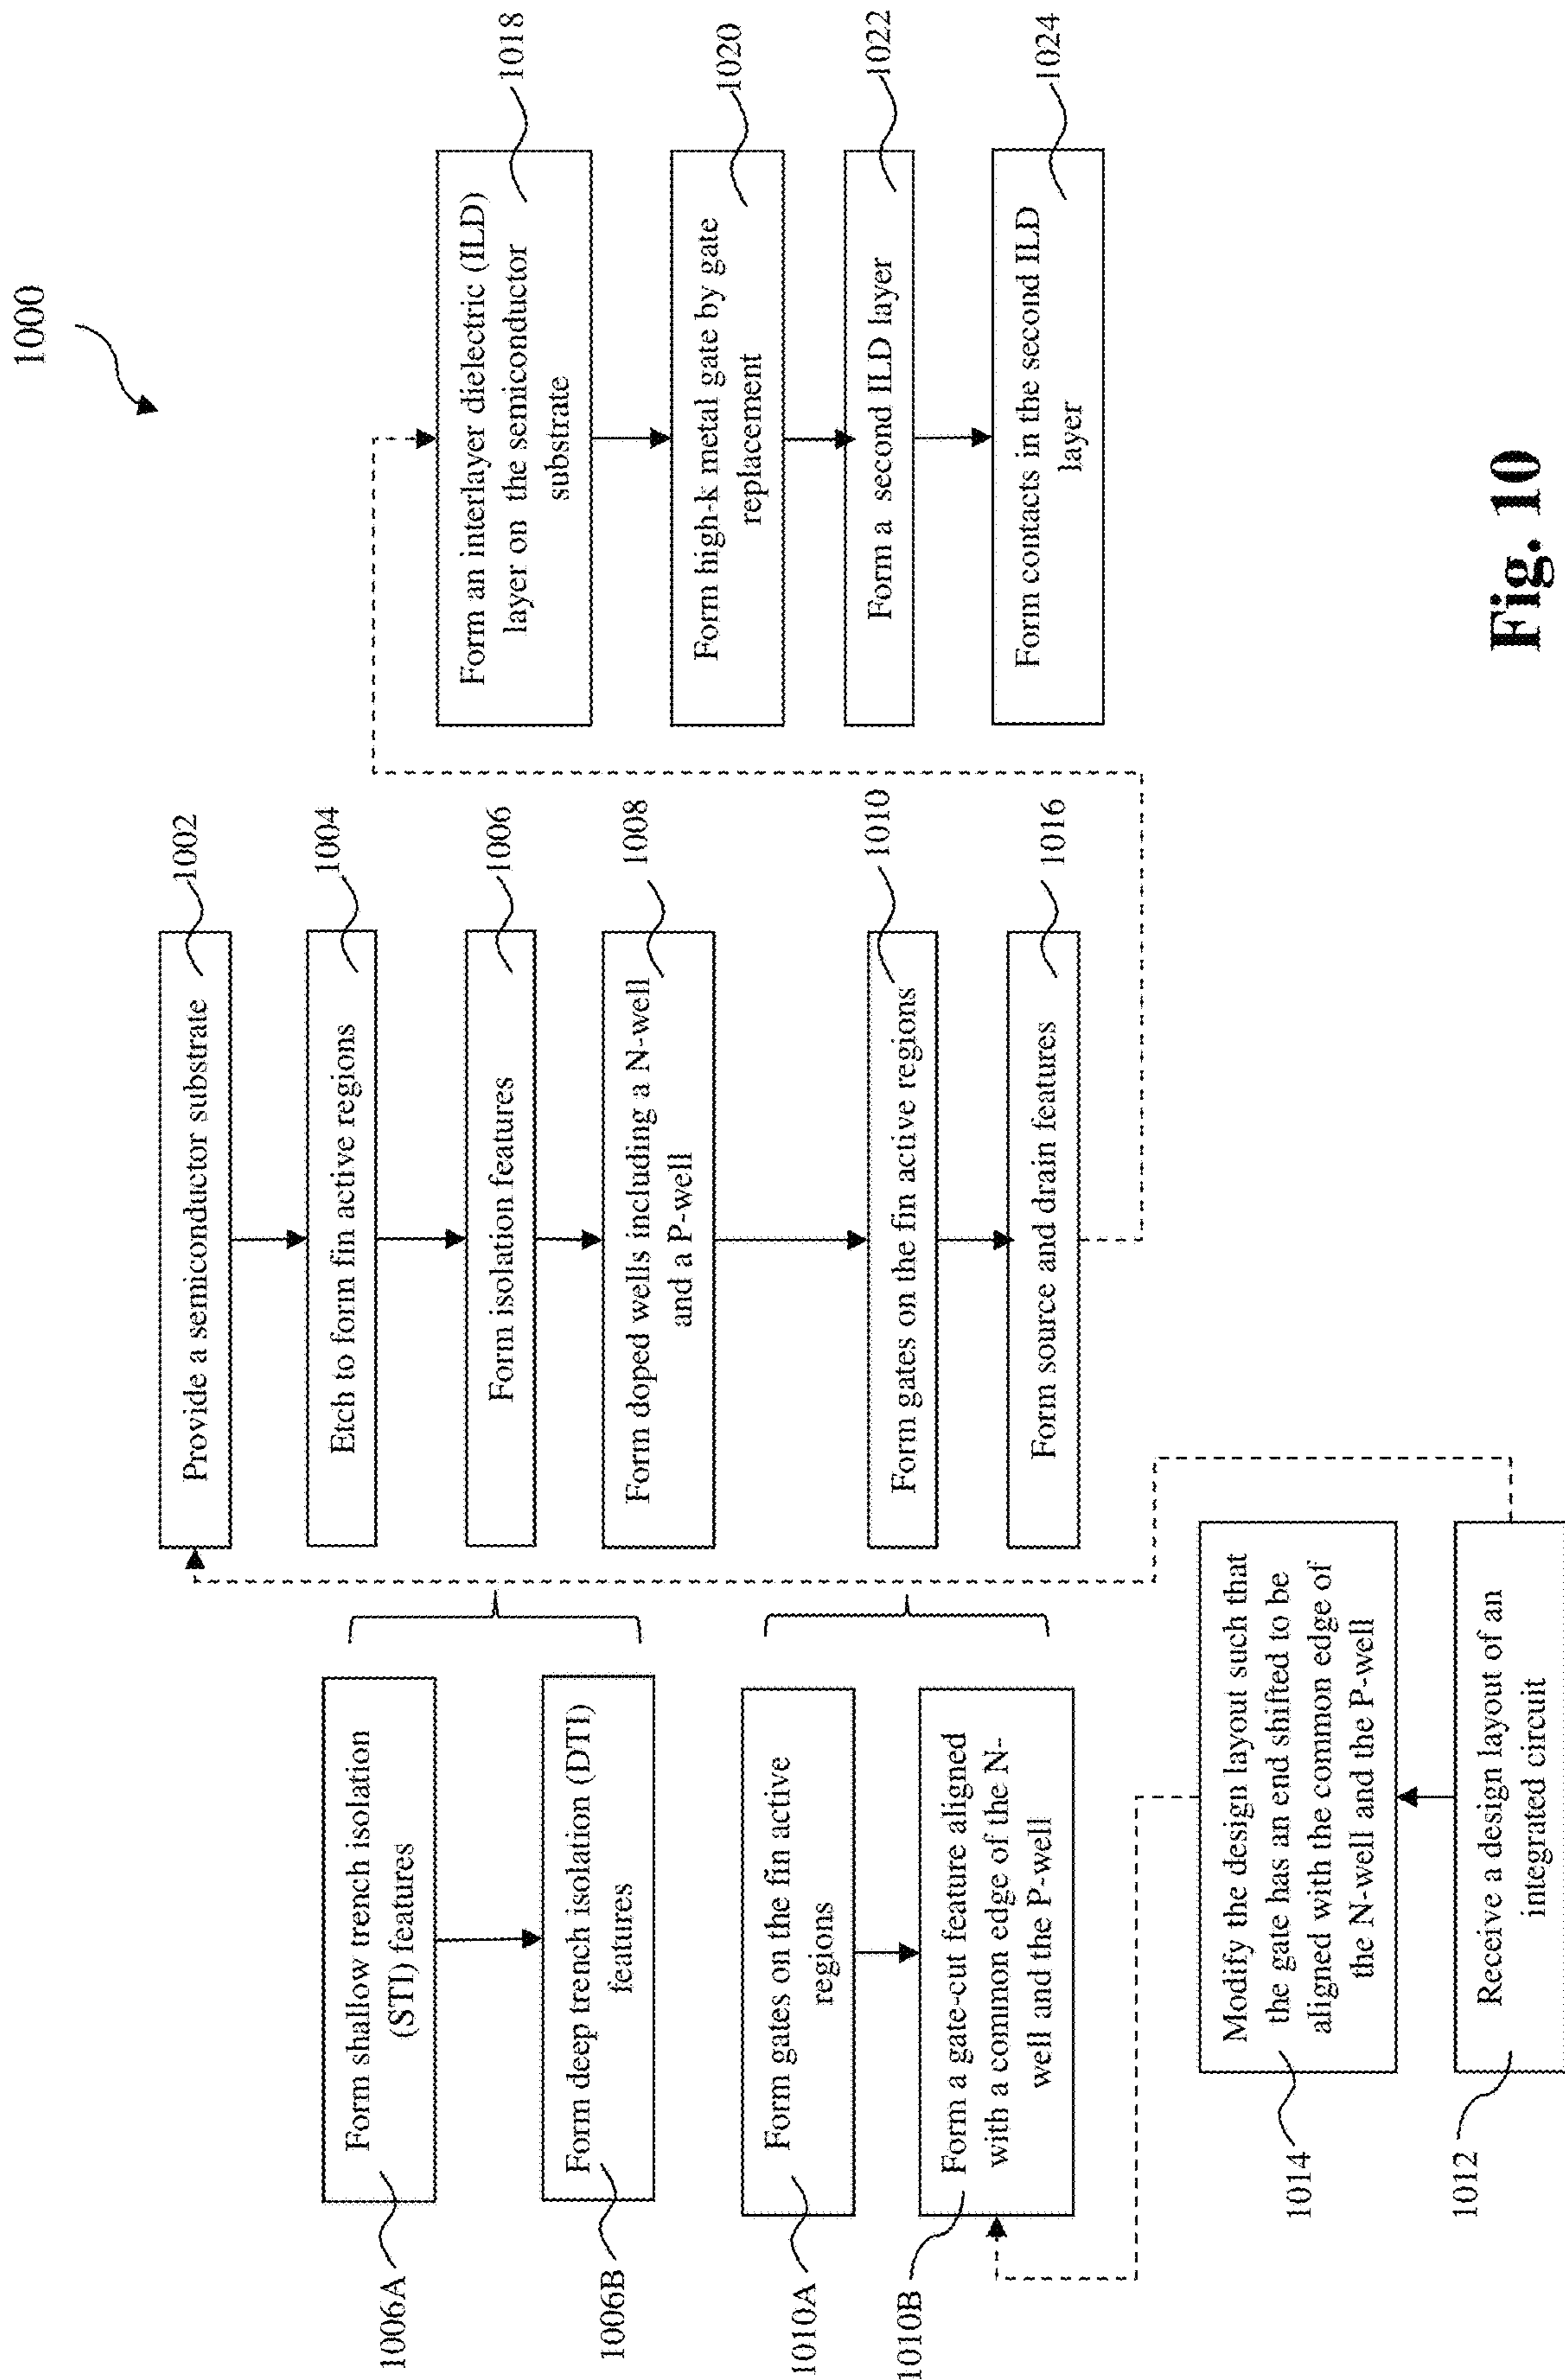 1000
Form shallow trench isolation
(STI) features
1006A
Form deep trench isolation (DTI)
features
1006B
Form gates on the fin active
regions
1010A
Form a gate-cut feature aligned
with a common edge of the N-
well and the P-well
1010B
Modify the design layout such that
the gate has an end shifted to be
aligned with the common edge of
the N-well and the P-well
1014
Receive a design layout of an
integrated circuit
1012
Provide a semiconductor substrate
1002
Etch to form fin active regions
1004
Form isolation features
1006
Form doped wells including a N-well
and a P-well
1008
Form gates on the fin active regions
1010
Form source and drain features
1016
Form an interlayer dielectric (ILD)
layer on the semiconductor
substrate
1018
Form high-k metal gate by gate
replacement
1020
Form a second ILD layer
1022
Form contacts in the second ILD
layer
1024
Fig. 10